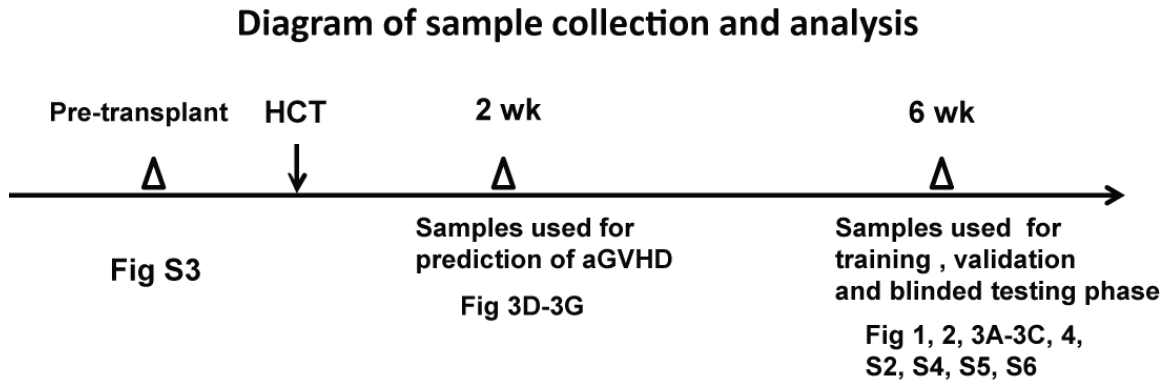 Diagram of sample collection and analysis
Pre-transplant
HCT
2 wk
6 wk
Fig S3
Samples used for
prediction of aGVHD
Fig 3D-3G
Samples used for
training , validation
and blinded testing phase
Fig 1, 2, 3A-3C, 4,
S2, S4, S5, S6